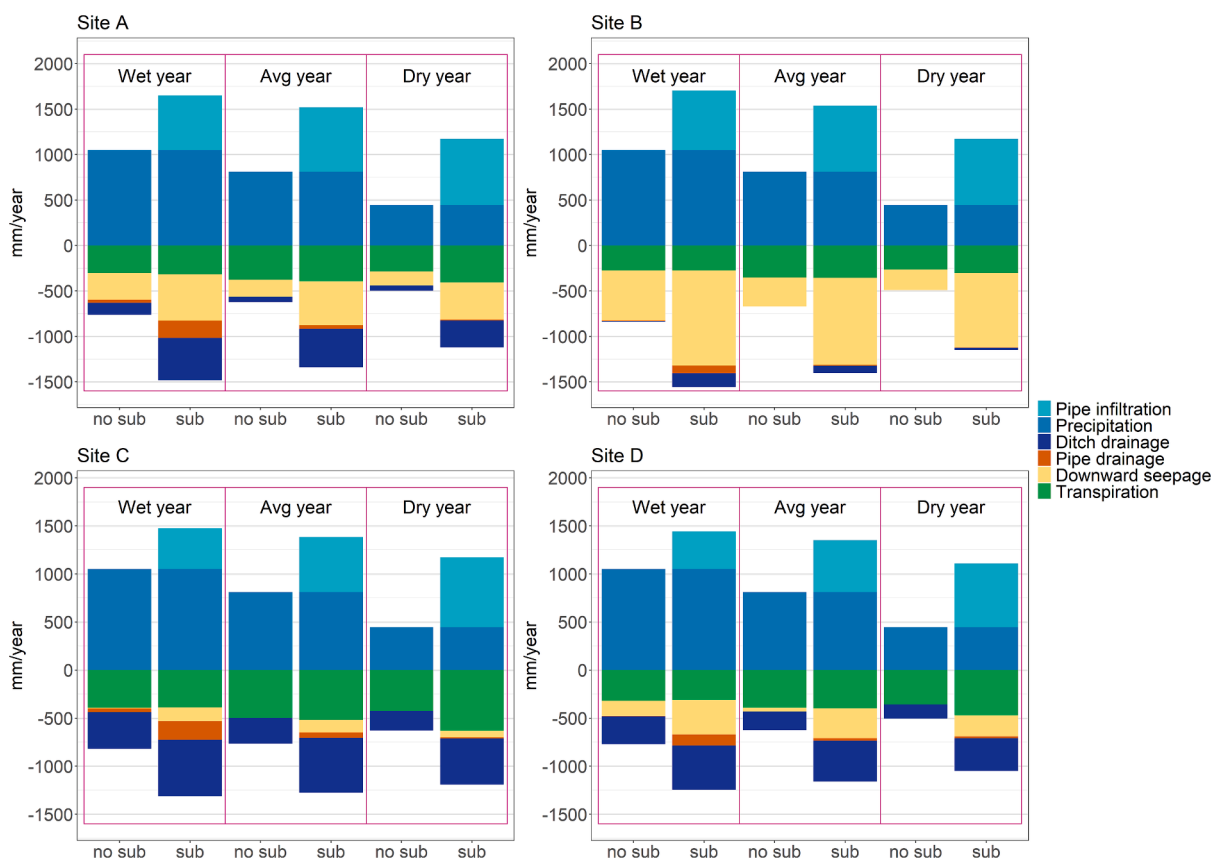 Site A
Wet year Avg year Dry year
2000
1500
1000
500
0
-500
-1000
-1500
mm/year
no sub sub no sub sub no sub sub
Site B
Wet year Avg year Dry year
2000
1500
1000
500
0
-500
-1000
-1500
mm/year
no sub sub no sub sub no sub sub
Pipe infiltration
Precipitation
Ditch drainage
Pipe drainage
Downward seepage
Transpiration
Site C
Wet year Avg year Dry year
2000
1500
1000
500
0
-500
-1000
-1500
mm/year
no sub sub no sub sub no sub sub
Site D
Wet year Avg year Dry year
2000
1500
1000
500
0
-500
-1000
-1500
mm/year
no sub sub no sub sub no sub sub